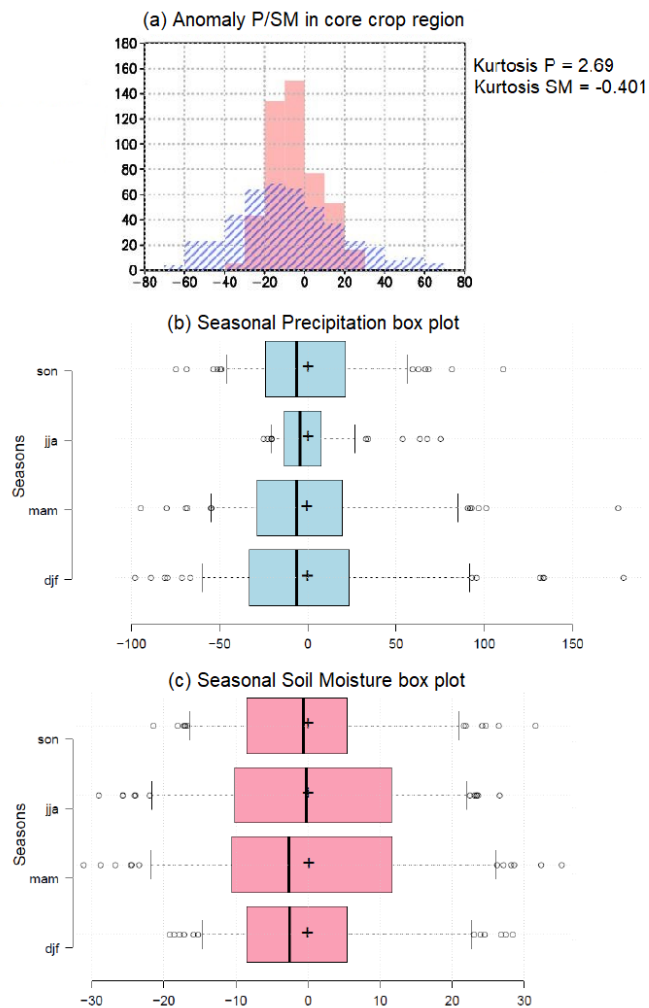 (a) Anomaly P/SM in core crop region
180
160
140
120
100
80
60
40
20
0
−80 −60 −40 −20 0 20 40 60 80
Kurtosis P = 2.69
Kurtosis SM = -0.401
(b) Seasonal Precipitation box plot
Seasons
son
jja
mam
djf
−100 −50 0 50 100 150
(c) Seasonal Soil Moisture box plot
Seasons
son
jja
mam
djf
−30 −20 −10 0 10 20 30